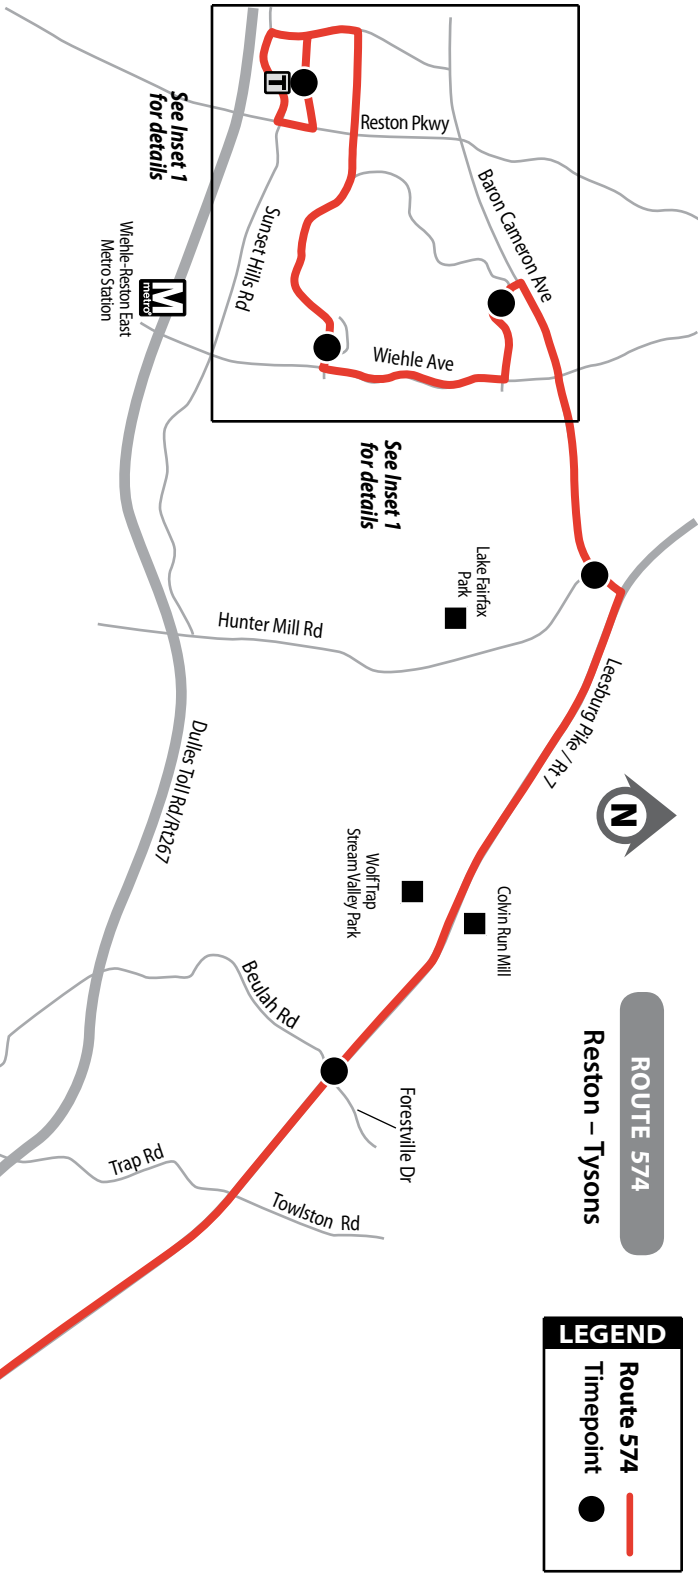 ROUTE 574
Reston – Tysons
LEGEND
Route 574
Timepoint
N
See Inset 1
for details
Reston Pkwy
Baron Cameron Ave
Sunset Hills Rd
T
Wiehle Ave
Wiehle-Reston East
Metro Station
M
metro
See Inset 1
for details
Lake Fairfax
Park
Hunter Mill Rd
Leesburg Pike / Rt 7
Dulles Toll Rd/Rt267
Wolf Trap
Stream Valley Park
Colvin Run Mill
Beulah Rd
Forestville Dr
Trap Rd
Towlston Rd